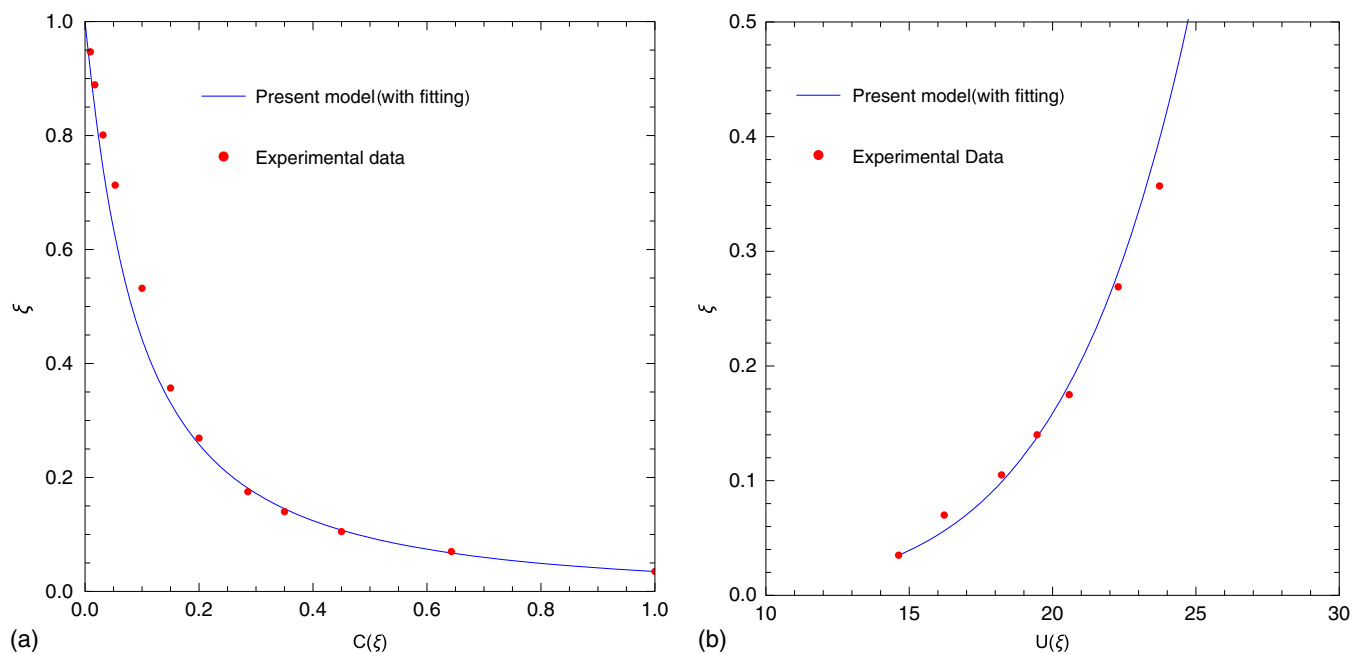 1.0
0.8
0.6
0.4
0.2
0.0
ξ
Present model(with fitting)
Experimental data
0.0 0.2 0.4 0.6 0.8 1.0
C(ξ)
(a)
0.5
0.4
0.3
0.2
0.1
0.0
ξ
Present model(with fitting)
Experimental Data
10 15 20 25 30
U(ξ)
(b)